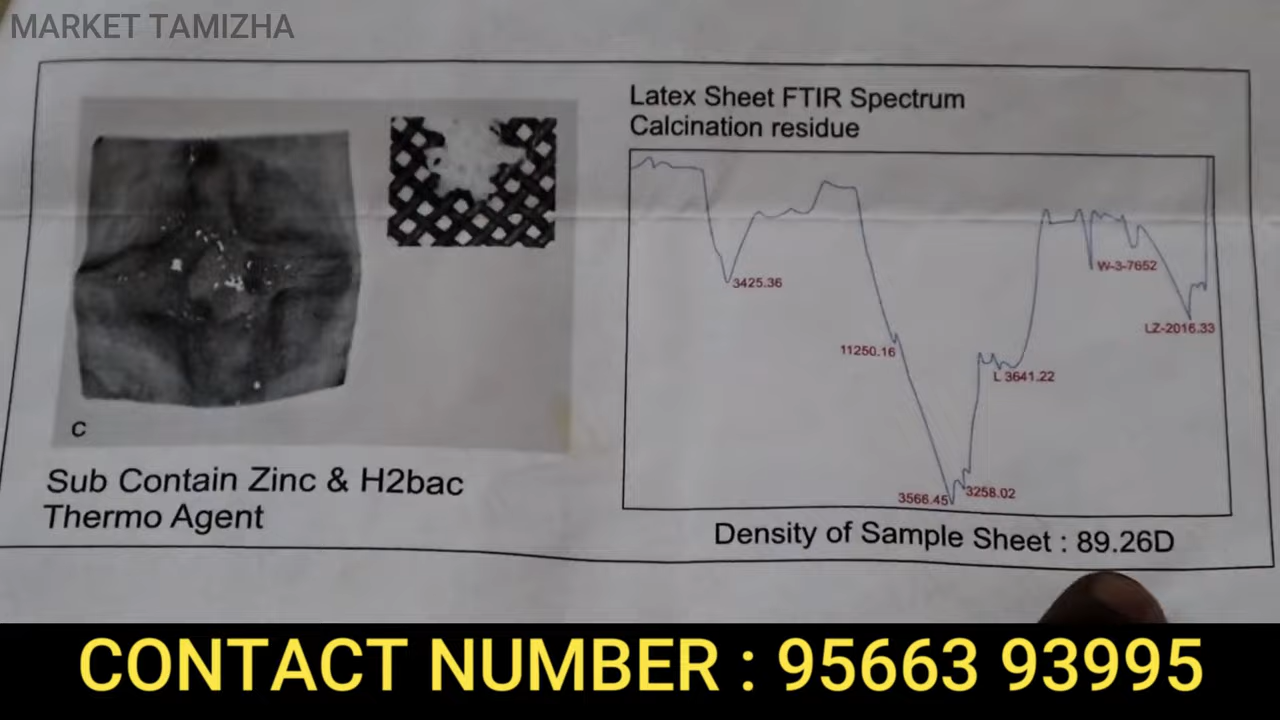 MARKET TAMIZHA
Latex Sheet FTIR Spectrum
Calcination residue
3425.36
W-3-7652
LZ-2016.33
11250.16
L 3641.22
3566.45
3258.02
c
Sub Contain Zinc & H2bac
Thermo Agent
Density of Sample Sheet : 89.26D
CONTACT NUMBER : 95663 93995